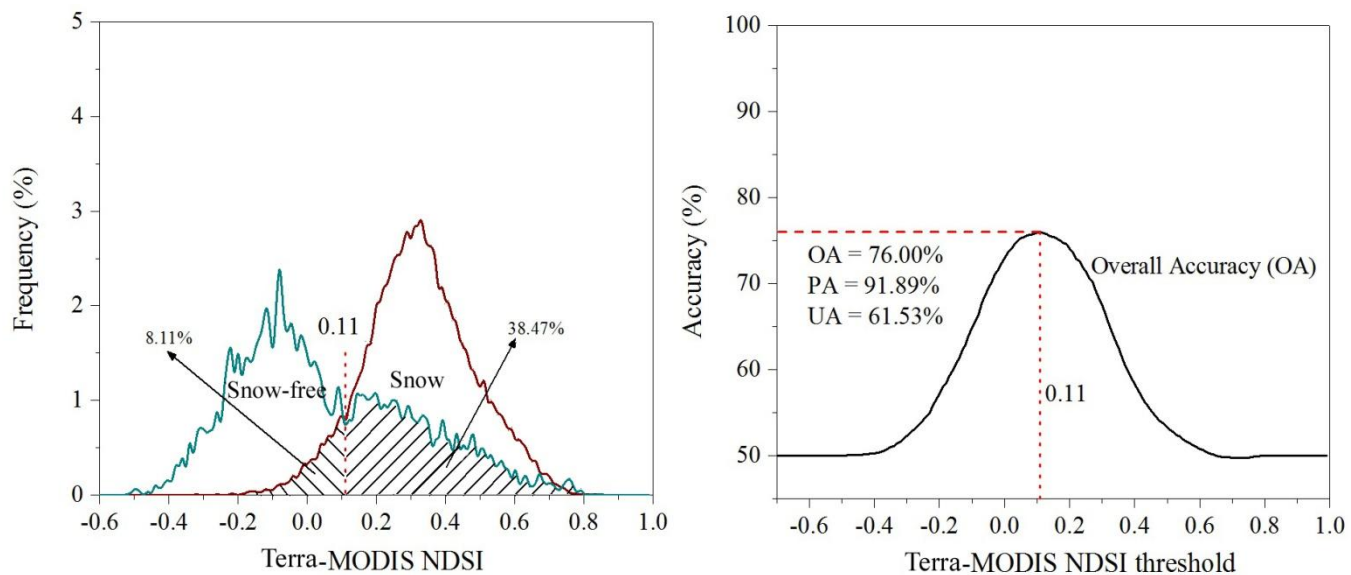 5
4
3
2
1
0
Frequency (%)
8.11%
0.11
38.47%
Snow-free
Snow
-0.6 -0.4 -0.2 0.0 0.2 0.4 0.6 0.8 1.0
Terra-MODIS NDSI
100
90
80
70
60
50
Accuracy (%)
OA = 76.00%
PA = 91.89%
UA = 61.53%
Overall Accuracy (OA)
0.11
-0.6 -0.4 -0.2 0.0 0.2 0.4 0.6 0.8 1.0
Terra-MODIS NDSI threshold